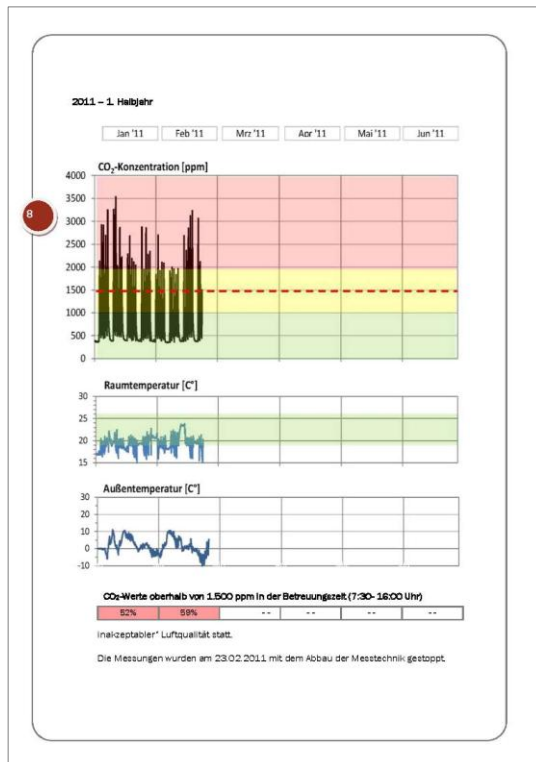 8
2011 – 1. Halbjahr
Jan '11 Feb '11 Mrz '11 Apr '11 Mai '11 Jun '11
CO₂-Konzentration [ppm]
4000
3500
3000
2500
2000
1500
1000
500
0
Raumtemperatur [C°]
30
25
20
15
Außentemperatur [C°]
30
20
10
0
-10
CO₂-Werte oberhalb von 1.500 ppm in der Betreuungszeit (7:30- 16:00 Uhr)
52% 59% -- -- -- --
inakzeptabler" Luftqualität statt.
Die Messungen wurden am 23.02.2011 mit dem Abbau der Messtechnik gestoppt.